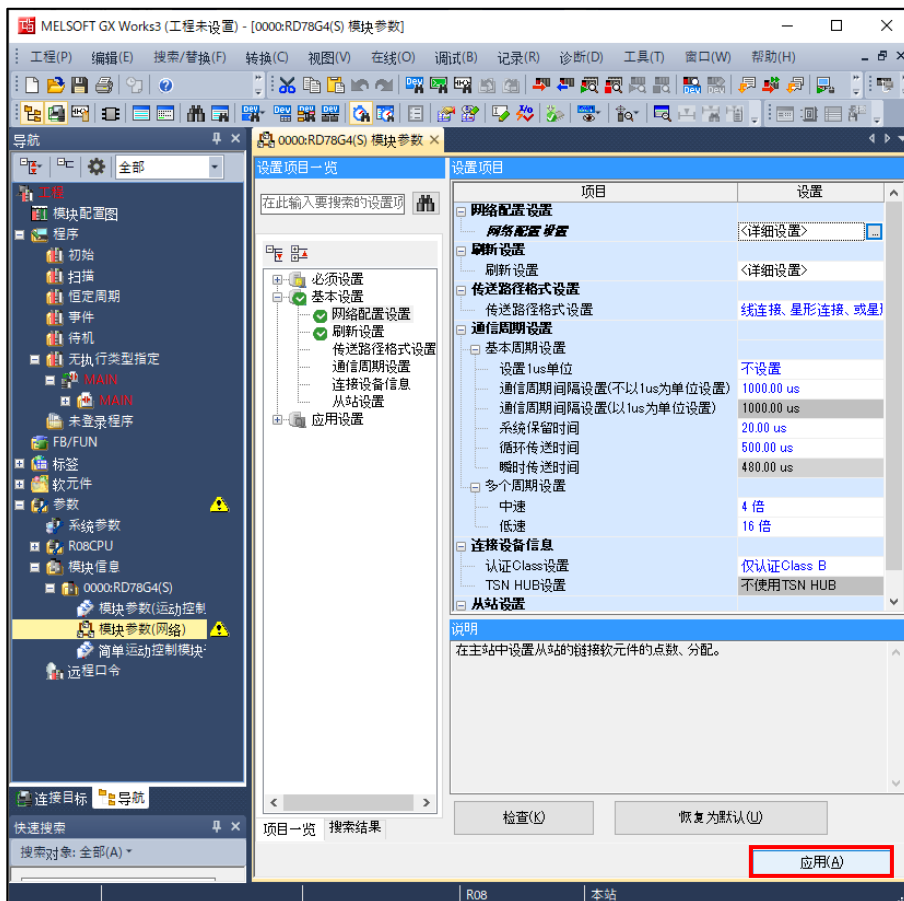 MELSOFT GX Works3 (工程未设置) - [0000:RD78G4(S) 模块参数]
工程(P) 编辑(E) 搜索/替换(F) 转换(C) 视图(V) 在线(O) 调试(B) 记录(R) 诊断(D) 工具(T) 窗口(W) 帮助(H)
导航
全部
工程
模块配置图
程序
初始
扫描
恒定周期
事件
待机
无执行类型指定
MAIN
MAIN
未登录程序
FB/FUN
标签
软元件
参数
系统参数
R08CPU
模块信息
0000:RD78G4(S)
模块参数(运动控制
模块参数(网络)
简单运动控制模块
远程口令
连接目标 导航
快速搜索
搜索对象: 全部(A)
0000:RD78G4(S) 模块参数
设置项目一览
在此输入要搜索的设置项
必须设置
基本设置
网络配置设置
刷新设置
传送路径格式设置
通信周期设置
连接设备信息
从站设置
应用设置
项目一览 搜索结果
设置项目
项目 设置
网络配置设置
网络配置设置 <详细设置> ...
刷新设置
刷新设置 <详细设置>
传送路径格式设置
传送路径格式设置 线连接、星形连接、或星
通信周期设置
基本周期设置
设置1us单位 不设置
通信周期间隔设置(不以1us为单位设置) 1000.00 us
通信周期间隔设置(以1us为单位设置) 1000.00 us
系统保留时间 20.00 us
循环传送时间 500.00 us
瞬时传送时间 480.00 us
多个周期设置
中速 4 倍
低速 16 倍
连接设备信息
认证Class设置 仅认证Class B
TSN HUB设置 不使用TSN HUB
从站设置
说明
在主站中设置从站的链接软元件的点数、分配。
检查(K) 恢复为默认(U)
应用(A)
R08 本站